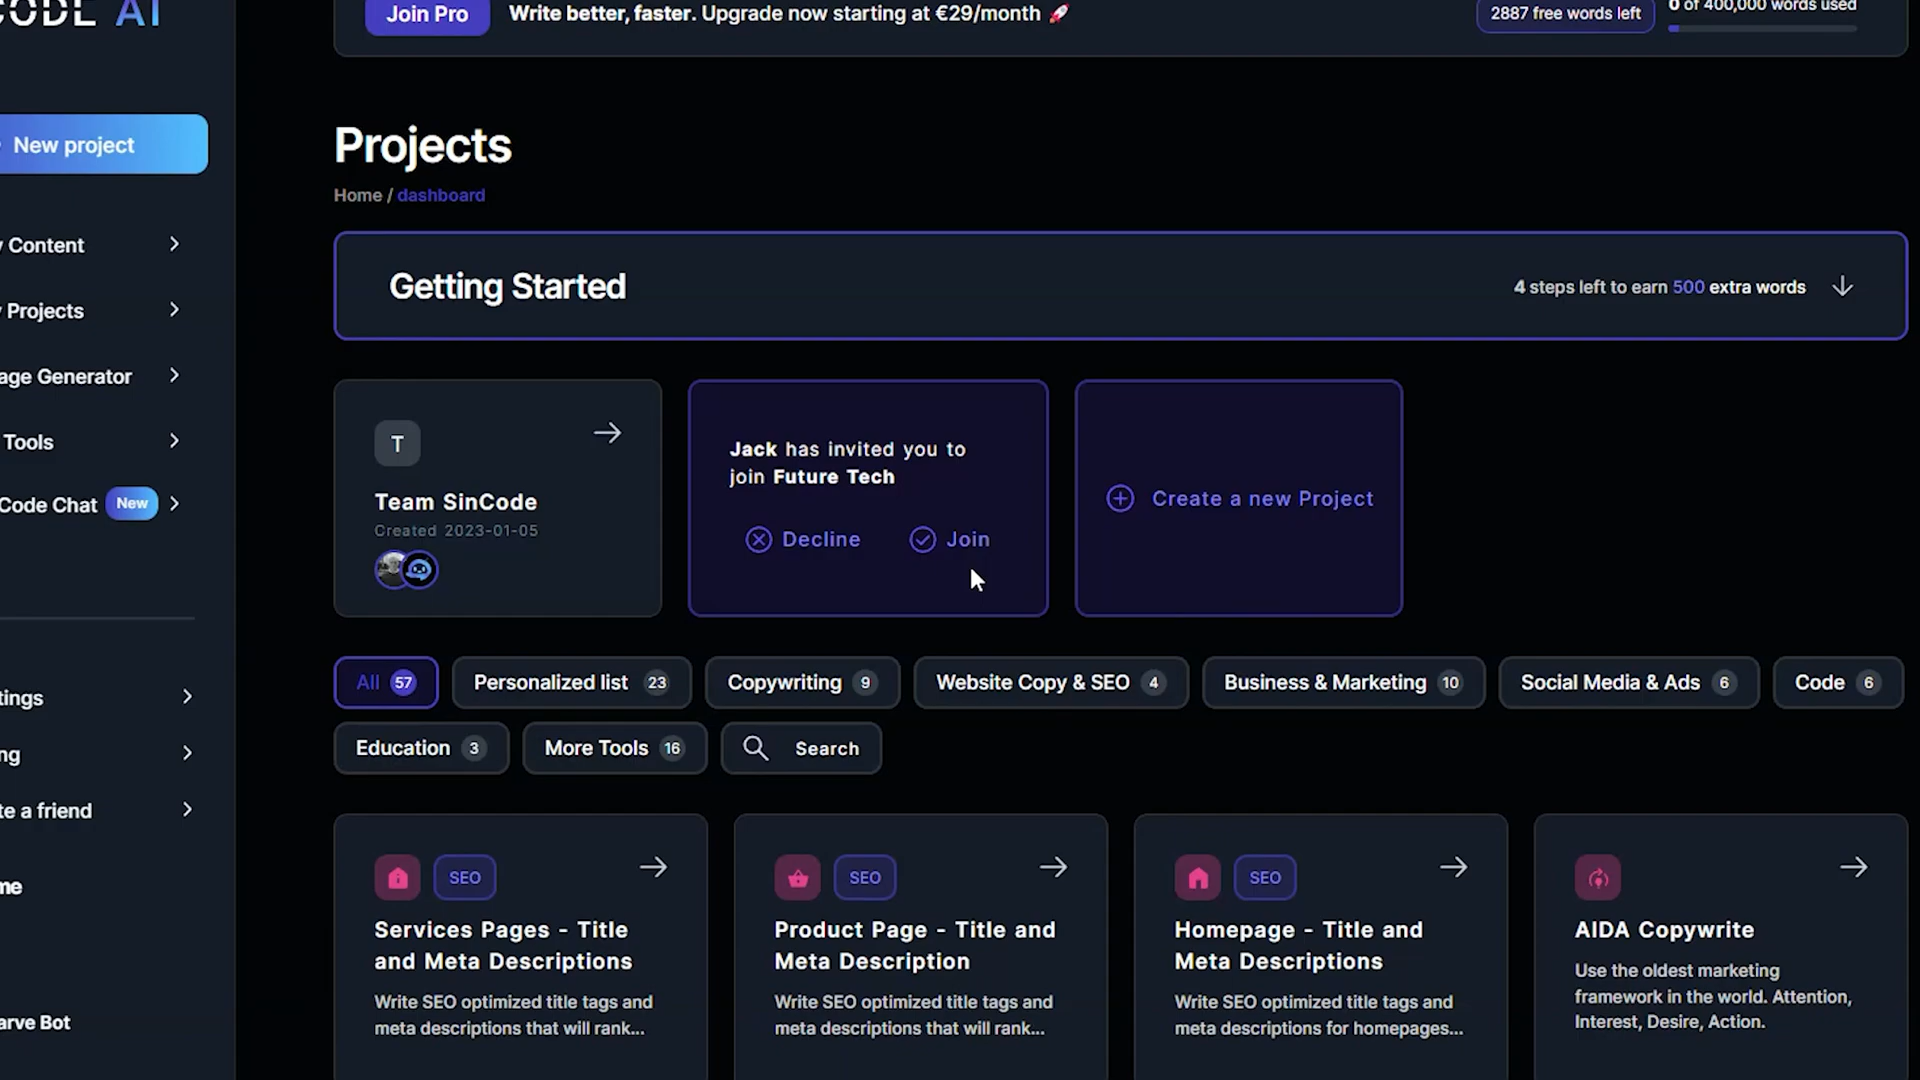 CODE AI
Join Pro
Write better, faster. Upgrade now starting at €29/month
2887 free words left
0 of 400,000 words used
New project
Projects
Home / dashboard
Content
Projects
age Generator
Tools
Code Chat New
tings
ng
te a friend
me
arve Bot
Getting Started
4 steps left to earn 500 extra words
T
Team SinCode
Created 2023-01-05
Jack has invited you to
join Future Tech
Decline
Join
Create a new Project
All 57
Personalized list 23
Copywriting 9
Website Copy & SEO 4
Business & Marketing 10
Social Media & Ads 6
Code 6
Education 3
More Tools 16
Search
SEO
Services Pages - Title
and Meta Descriptions
Write SEO optimized title tags and
meta descriptions that will rank...
SEO
Product Page - Title and
Meta Description
Write SEO optimized title tags and
meta descriptions that will rank...
SEO
Homepage - Title and
Meta Descriptions
Write SEO optimized title tags and
meta descriptions for homepages...
AIDA Copywrite
Use the oldest marketing
framework in the world. Attention,
Interest, Desire, Action.